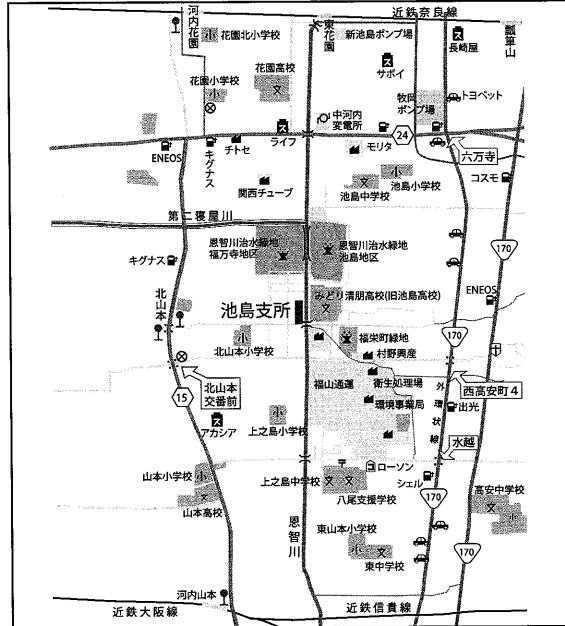 近鉄奈良線
河内花園
東花園
瓢箪山
花園北小学校
新池島ポンプ場
長崎屋
サボイ
花園高校
花園小学校
牧岡
ポンプ場
トヨペット
中河内
変電所
24
ライフ
モリタ
六万寺
ENEOS
キグナス
チトセ
コスモ
関西チューブ
池島小学校
池島中学校
第二寝屋川
170
恩智川治水緑地
福万寺地区
恩智川治水緑地
池島地区
キグナス
ENEOS
みどり清朋高校(旧池島高校)
北山本
池島支所
170
福栄町緑地
北山本小学校
村野興産
福山通運
衛生処理場
西高安町4
北山本
交番前
15
環境事業局
外環状線
出光
上之島小学校
アカシア
水越
ローソン
山本小学校
上之島中学校
シェル
高安中学校
八尾支援学校
山本高校
170
恩智川
東山本小学校
170
東中学校
河内山本
近鉄大阪線
近鉄信貴線